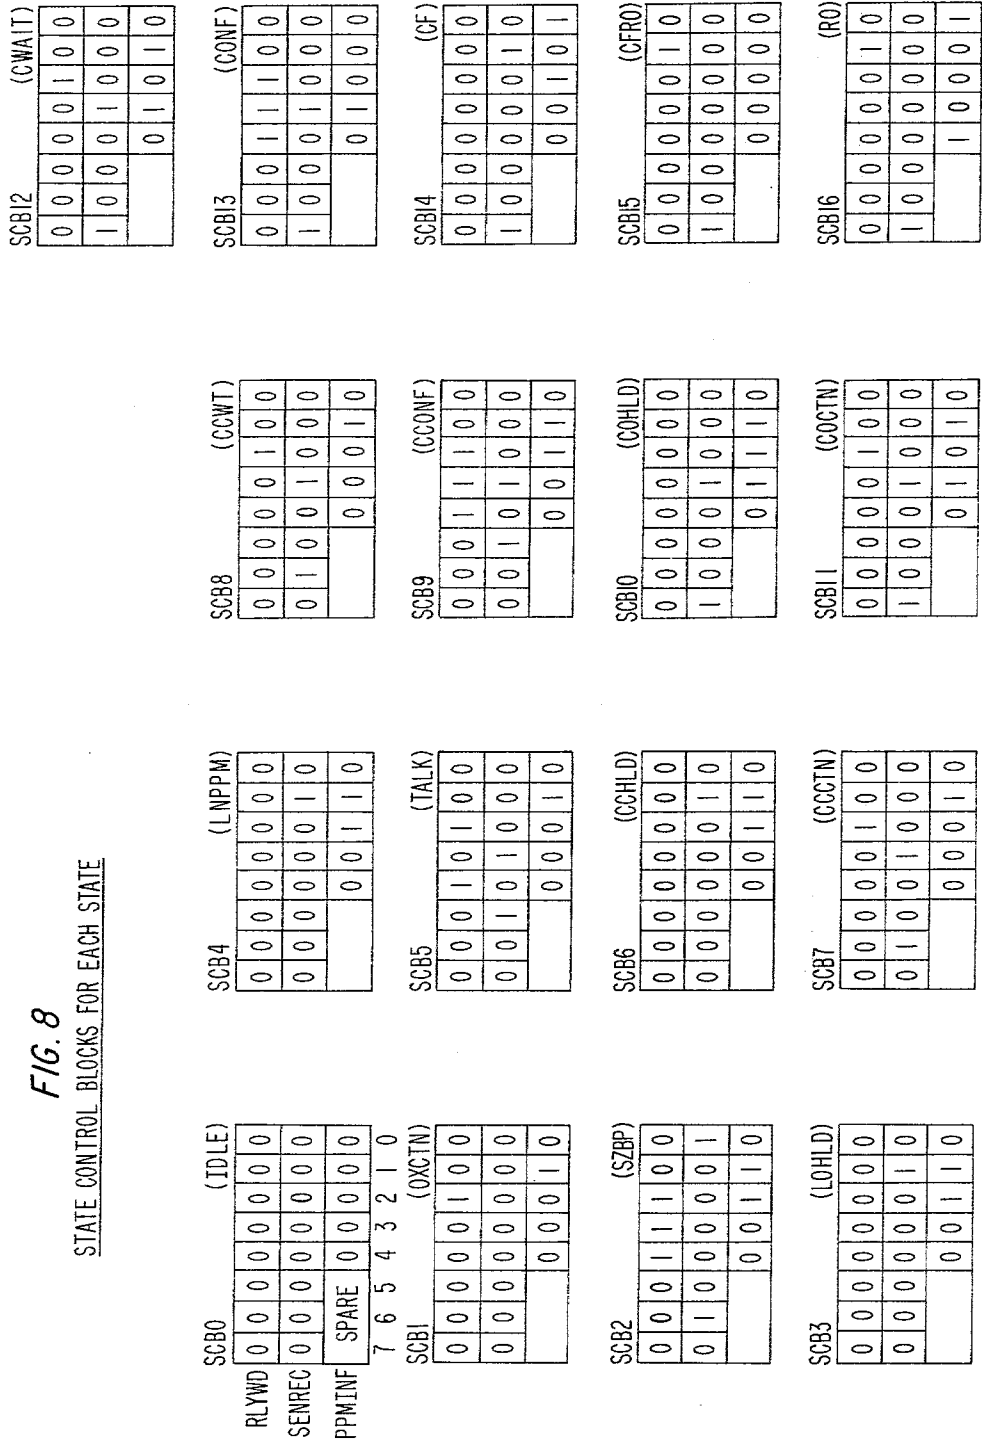 FIG. 8
STATE CONTROL BLOCKS FOR EACH STATE
SCB0 (IDLE)
RLYWD 0 0 0 0 0 0 0 0
SENREC 0 0 0 0 0 0 0 0
PPMINF SPARE 0 0 0 0 0
7 6 5 4 3 2 1 0
SCB1 (OXCTN)
0 0 0 0 0 1 0 0
0 0 0 0 0 0 0 0
0 0 0 1 0
SCB2 (SZBP)
0 0 0 1 1 1 0 0
0 1 0 0 0 0 0 1
0 0 1 1 0
SCB3 (LOHLD)
0 0 0 0 0 0 0 0
0 0 0 0 0 0 1 0
0 0 1 1 0
SCB4 (LNPPM)
0 0 0 0 0 0 0 0
0 0 0 0 0 0 1 0
0 0 1 1 0
SCB5 (TALK)
0 0 0 1 0 1 0 0
0 0 1 0 1 0 0 0
0 0 0 1 0
SCB6 (CCHLD)
0 0 0 0 0 0 0 0
0 0 0 0 0 0 1 0
0 0 1 1 0
SCB7 (CCCTN)
0 0 0 0 0 1 0 0
0 1 0 0 1 0 0 0
0 0 0 1 0
SCB8 (CCWT)
0 0 0 0 0 1 0 0
0 1 0 0 1 0 0 0
0 0 0 1 0
SCB9 (CCONF)
0 0 0 1 1 1 0 0
0 0 1 0 1 0 0 0
0 0 1 1 0
SCB10 (COHLD)
0 0 0 0 0 0 0 0
1 0 0 0 1 0 0 0
0 1 1 1 0
SCB11 (COCTN)
0 0 0 0 0 1 0 0
1 0 0 0 1 0 0 0
0 1 0 1 0
SCB12 (CWAIT)
0 0 0 0 0 1 0 0
1 0 0 0 1 0 0 0
0 1 0 1 0
SCB13 (CONF)
0 0 0 1 1 1 0 0
1 0 0 0 1 0 0 0
0 1 0 0 0
SCB14 (CF)
0 0 0 0 0 0 0 0
1 0 0 0 0 0 1 0
0 0 1 0 1
SCB15 (CFRO)
0 0 0 0 0 0 1 0
1 0 0 0 0 0 0 0
0 0 0 0 0
SCB16 (RO)
0 0 0 0 0 0 1 0
1 0 0 0 0 0 0 0
1 0 0 0 1